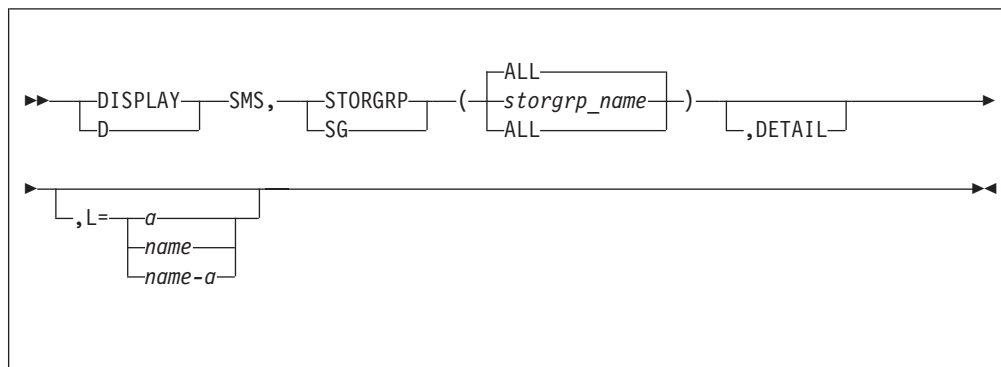 ALL
DISPLAY SMS, STORGRP ( storgrp_name )
D SG ALL ,DETAIL
,L= a
name
name-a